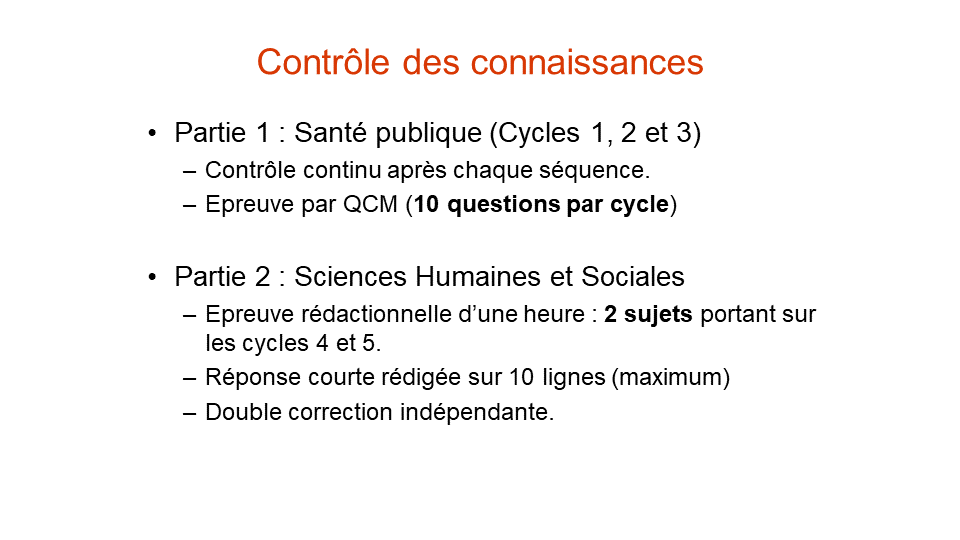 Contrôle des connaissances
• Partie 1 : Santé publique (Cycles 1, 2 et 3)
– Contrôle continu après chaque séquence.
– Epreuve par QCM (10 questions par cycle)
• Partie 2 : Sciences Humaines et Sociales
– Epreuve rédactionnelle d’une heure : 2 sujets portant sur
les cycles 4 et 5.
– Réponse courte rédigée sur 10 lignes (maximum)
– Double correction indépendante.